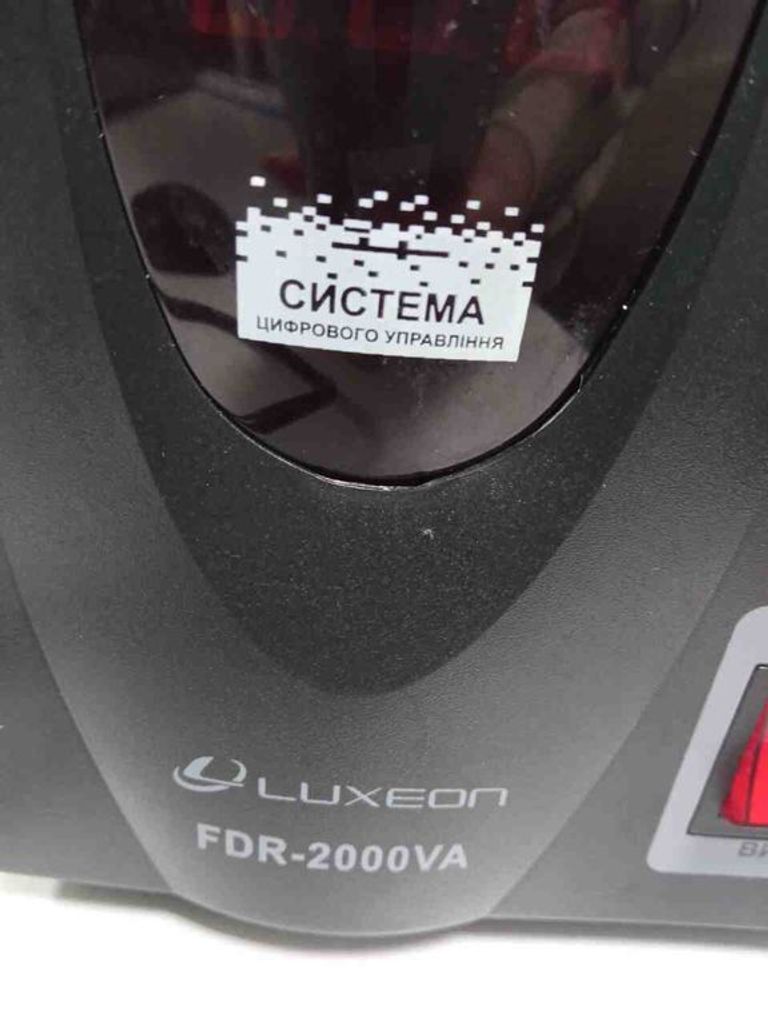 СИСТЕМА
ЦИФРОВОГО УПРАВЛІННЯ
LUXEON
FDR-2000VA